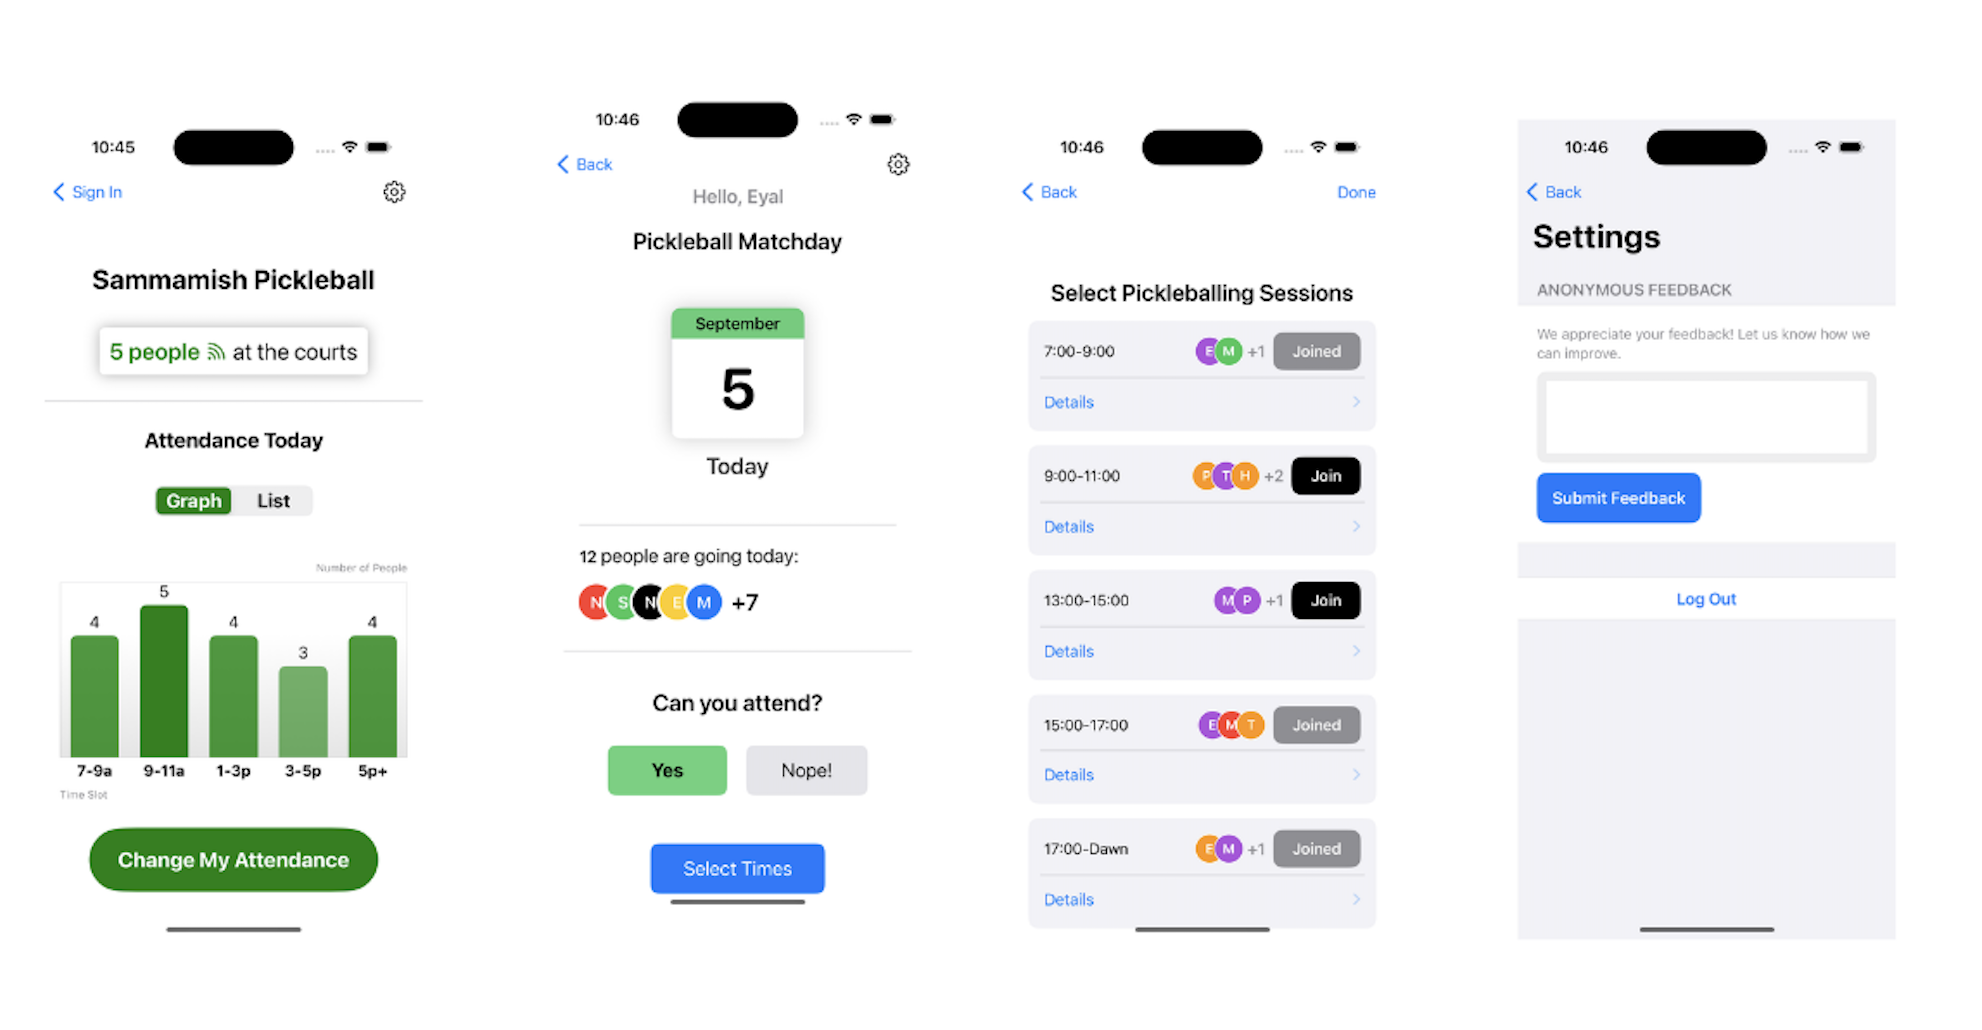 10:45
Sign In
Sammamish Pickleball
5 people at the courts
Attendance Today
Graph List
Number of People
4 5 4 3 4
7-9a 9-11a 1-3p 3-5p 5p+
Time Slot
Change My Attendance
10:46
Back
Hello, Eyal
Pickleball Matchday
September
5
Today
12 people are going today:
N S N E M +7
Can you attend?
Yes Nope!
Select Times
10:46
Back Done
Select Pickleballing Sessions
7:00-9:00 E M +1 Joined
Details
9:00-11:00 P T H +2 Join
Details
13:00-15:00 M P +1 Join
Details
15:00-17:00 E M T Joined
Details
17:00-Dawn E M +1 Joined
Details
10:46
Back
Settings
ANONYMOUS FEEDBACK
We appreciate your feedback! Let us know how we
can improve.
Submit Feedback
Log Out